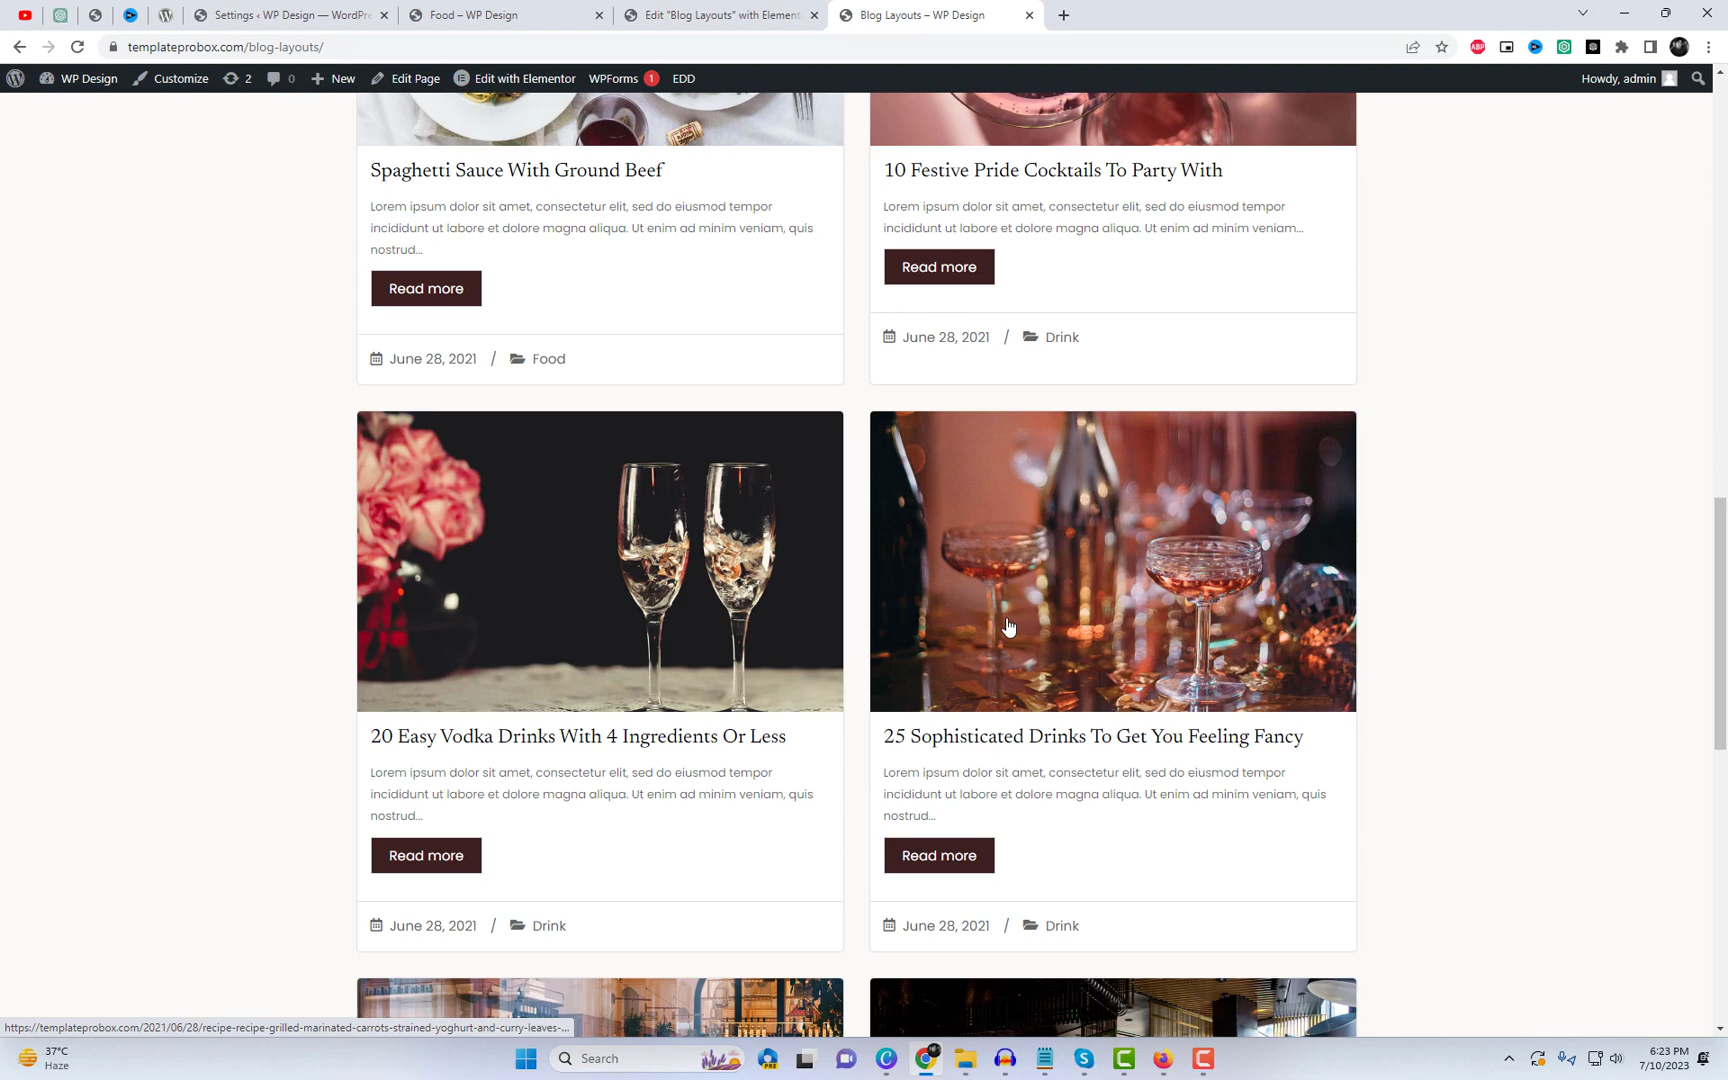 Settings ‹ WP Design — WordPre
Food – WP Design
Edit "Blog Layouts" with Element
Blog Layouts – WP Design
templateprobox.com/blog-layouts/
ABP
WP Design
Customize
2
0
New
Edit Page
Edit with Elementor
WPForms 1
EDD
Howdy, admin
Spaghetti Sauce With Ground Beef
Lorem ipsum dolor sit amet, consectetur elit, sed do eiusmod tempor
incididunt ut labore et dolore magna aliqua. Ut enim ad minim veniam, quis
nostrud...
Read more
June 28, 2021 / Food
10 Festive Pride Cocktails To Party With
Lorem ipsum dolor sit amet, consectetur elit, sed do eiusmod tempor
incididunt ut labore et dolore magna aliqua. Ut enim ad minim veniam...
Read more
June 28, 2021 / Drink
20 Easy Vodka Drinks With 4 Ingredients Or Less
Lorem ipsum dolor sit amet, consectetur elit, sed do eiusmod tempor
incididunt ut labore et dolore magna aliqua. Ut enim ad minim veniam, quis
nostrud...
Read more
June 28, 2021 / Drink
25 Sophisticated Drinks To Get You Feeling Fancy
Lorem ipsum dolor sit amet, consectetur elit, sed do eiusmod tempor
incididunt ut labore et dolore magna aliqua. Ut enim ad minim veniam, quis
nostrud...
Read more
June 28, 2021 / Drink
https://templateprobox.com/2021/06/28/recipe-recipe-grilled-marinated-carrots-strained-yoghurt-and-curry-leaves-...
37°C
Haze
Search
PRE
6:23 PM
7/10/2023